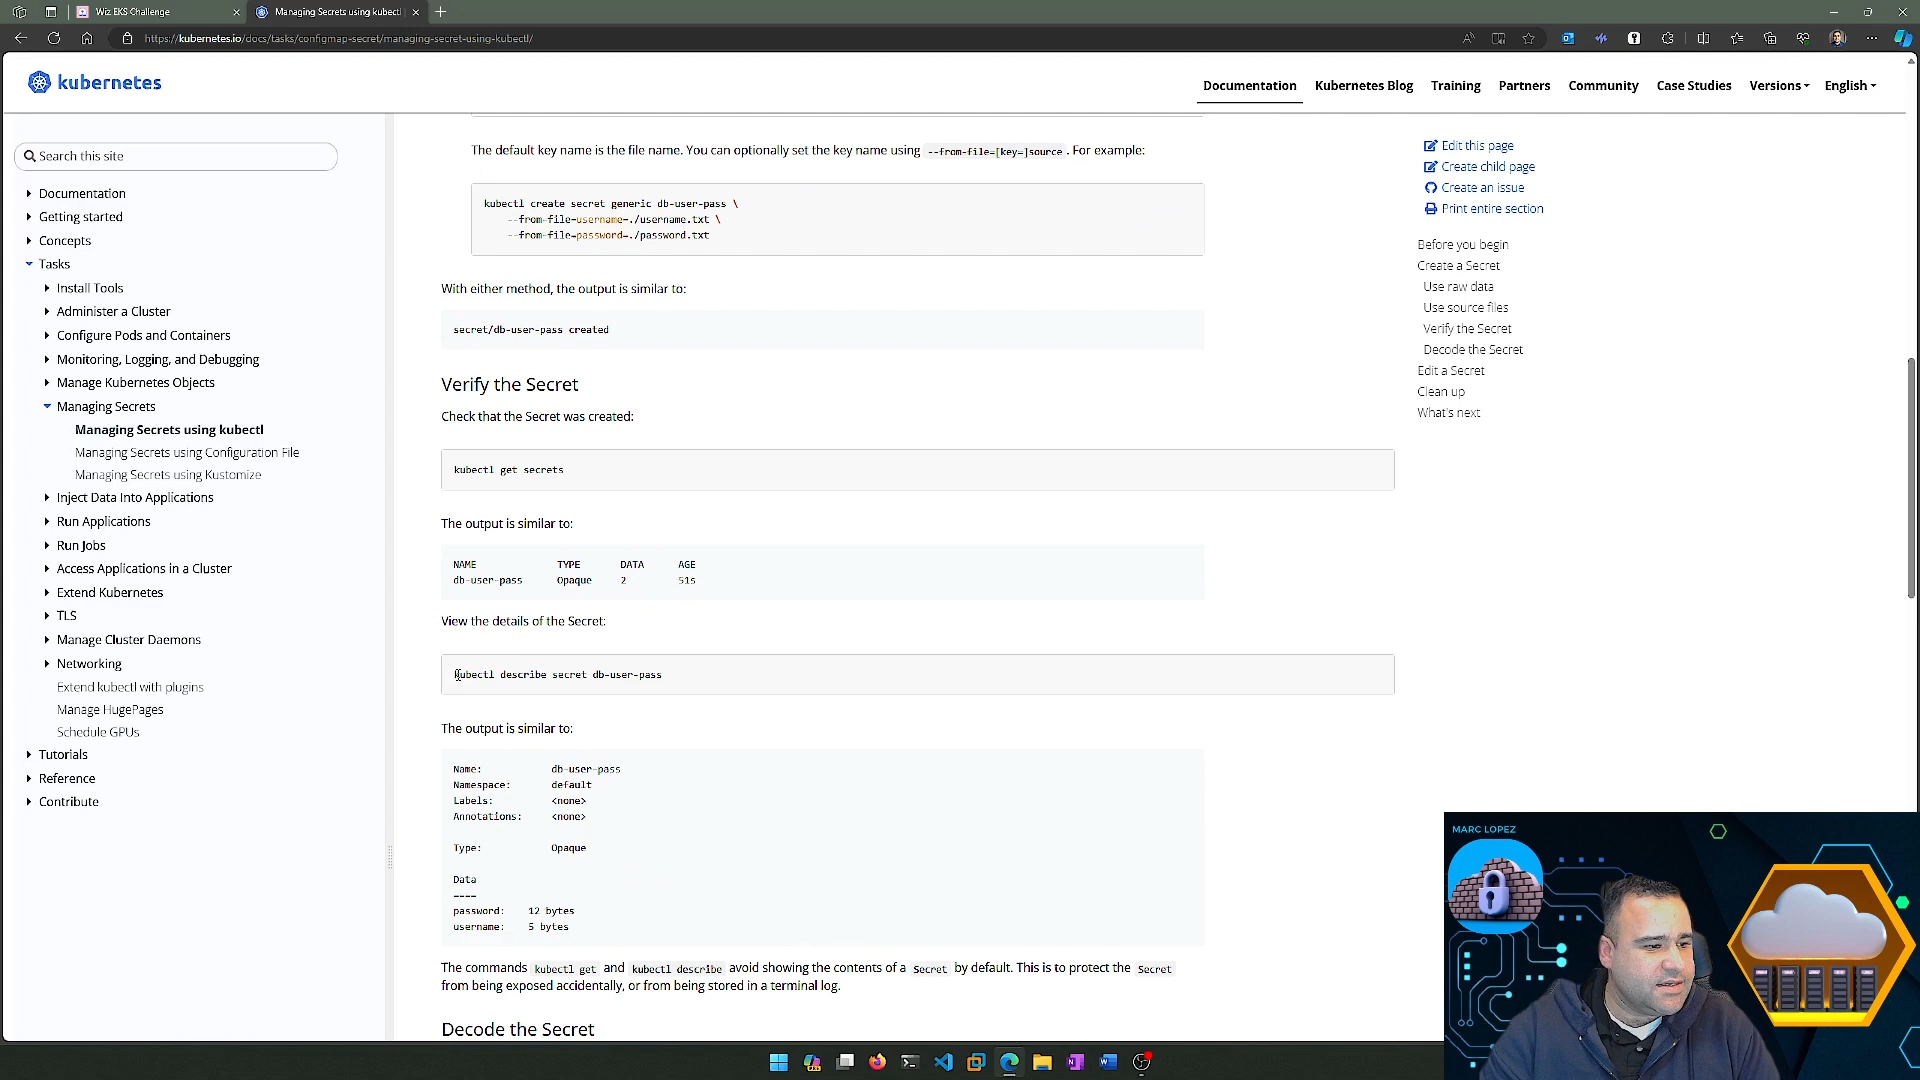 Wiz EKS Challenge
Managing Secrets using kubectl
https://kubernetes.io/docs/tasks/configmap-secret/managing-secret-using-kubectl/
kubernetes
Documentation
Kubernetes Blog
Training
Partners
Community
Case Studies
Versions
English
Search this site
Documentation
Getting started
Concepts
Tasks
Install Tools
Administer a Cluster
Configure Pods and Containers
Monitoring, Logging, and Debugging
Manage Kubernetes Objects
Managing Secrets
Managing Secrets using kubectl
Managing Secrets using Configuration File
Managing Secrets using Kustomize
Inject Data Into Applications
Run Applications
Run Jobs
Access Applications in a Cluster
Extend Kubernetes
TLS
Manage Cluster Daemons
Networking
Extend kubectl with plugins
Manage HugePages
Schedule GPUs
Tutorials
Reference
Contribute
The default key name is the file name. You can optionally set the key name using --from-file=[key=]source. For example:
kubectl create secret generic db-user-pass \
--from-file=username=./username.txt \
--from-file=password=./password.txt
With either method, the output is similar to:
secret/db-user-pass created
Verify the Secret
Check that the Secret was created:
kubectl get secrets
The output is similar to:
NAME TYPE DATA AGE
db-user-pass Opaque 2 51s
View the details of the Secret:
kubectl describe secret db-user-pass
The output is similar to:
Name: db-user-pass
Namespace: default
Labels: <none>
Annotations: <none>
Type: Opaque
Data
----
password: 12 bytes
username: 5 bytes
The commands kubectl get and kubectl describe avoid showing the contents of a Secret by default. This is to protect the Secret
from being exposed accidentally, or from being stored in a terminal log.
Decode the Secret
Edit this page
Create child page
Create an issue
Print entire section
Before you begin
Create a Secret
Use raw data
Use source files
Verify the Secret
Decode the Secret
Edit a Secret
Clean up
What's next
MARC LOPEZ